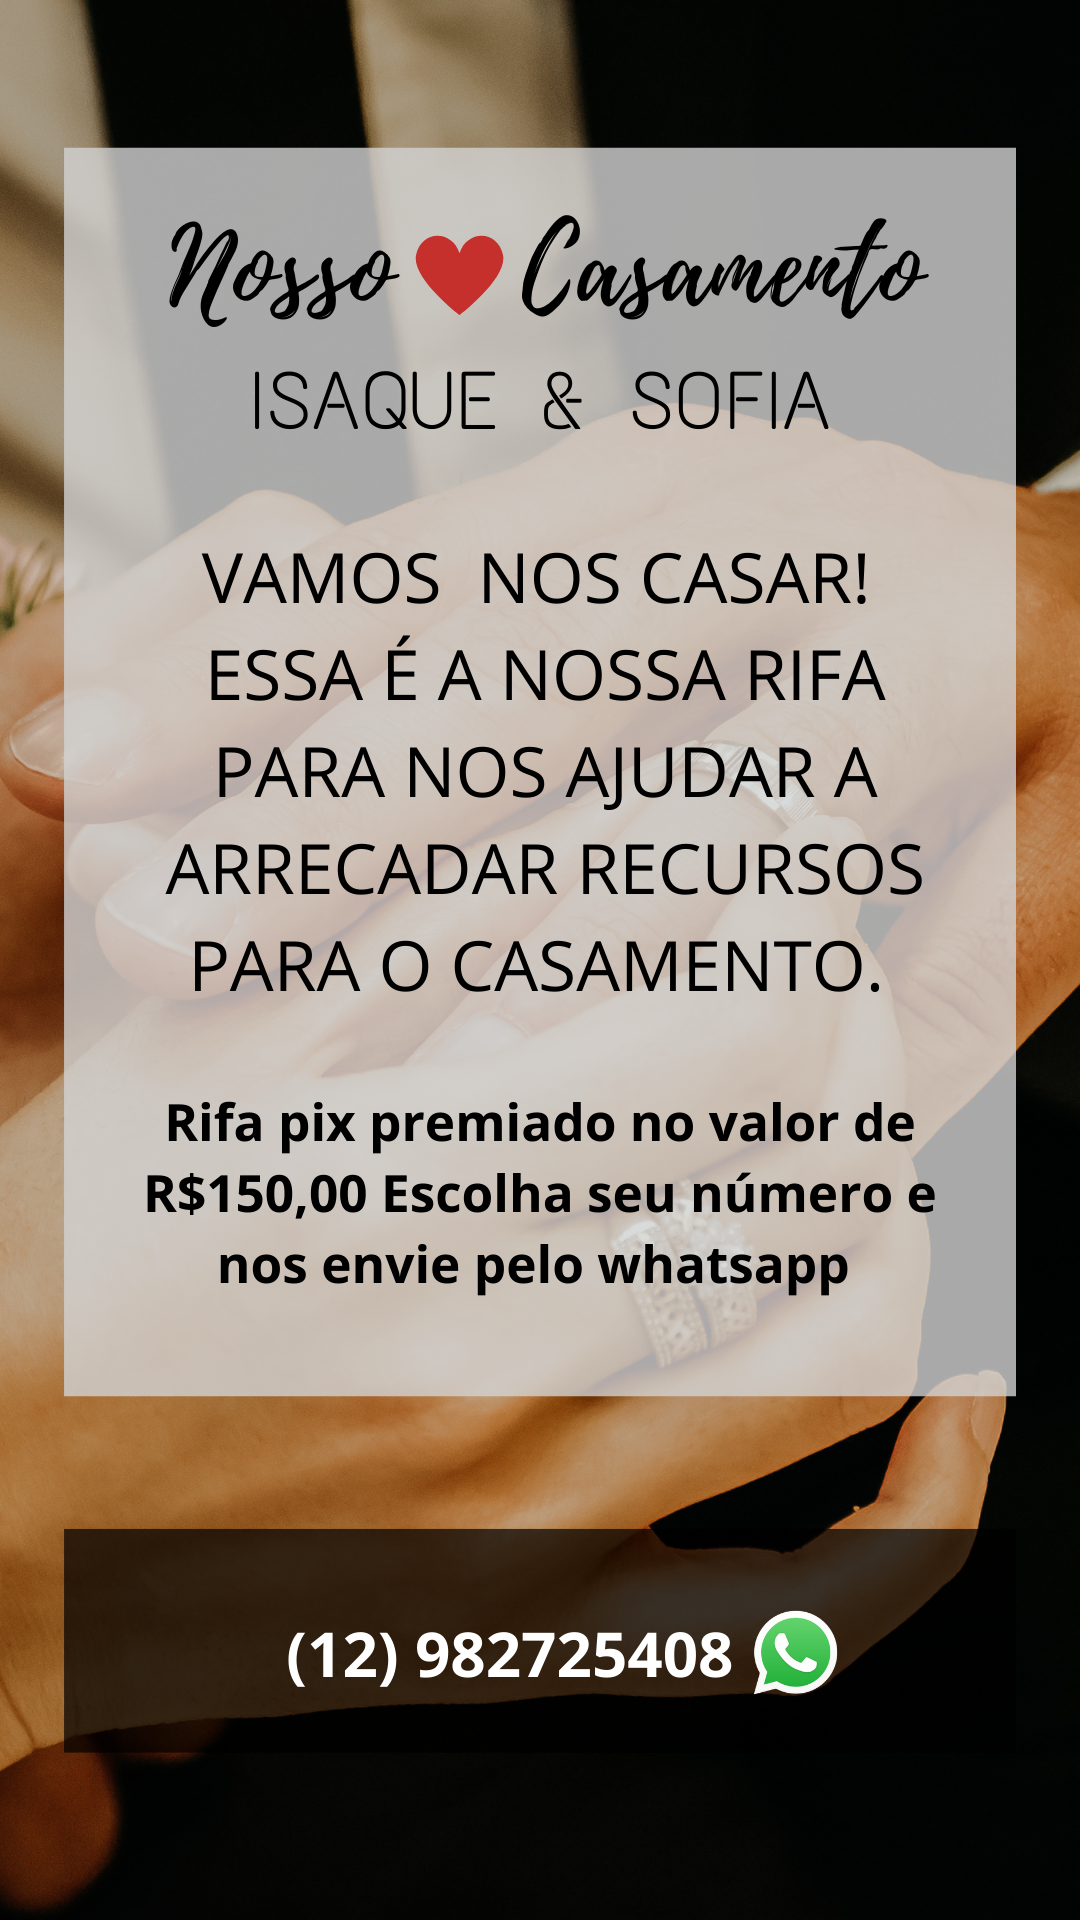 Nosso Casamento
ISAQUE & SOFIA
VAMOS NOS CASAR!
ESSA É A NOSSA RIFA
PARA NOS AJUDAR A
ARRECADAR RECURSOS
PARA O CASAMENTO.
Rifa pix premiado no valor de
R$150,00 Escolha seu número e
nos envie pelo whatsapp
(12) 982725408